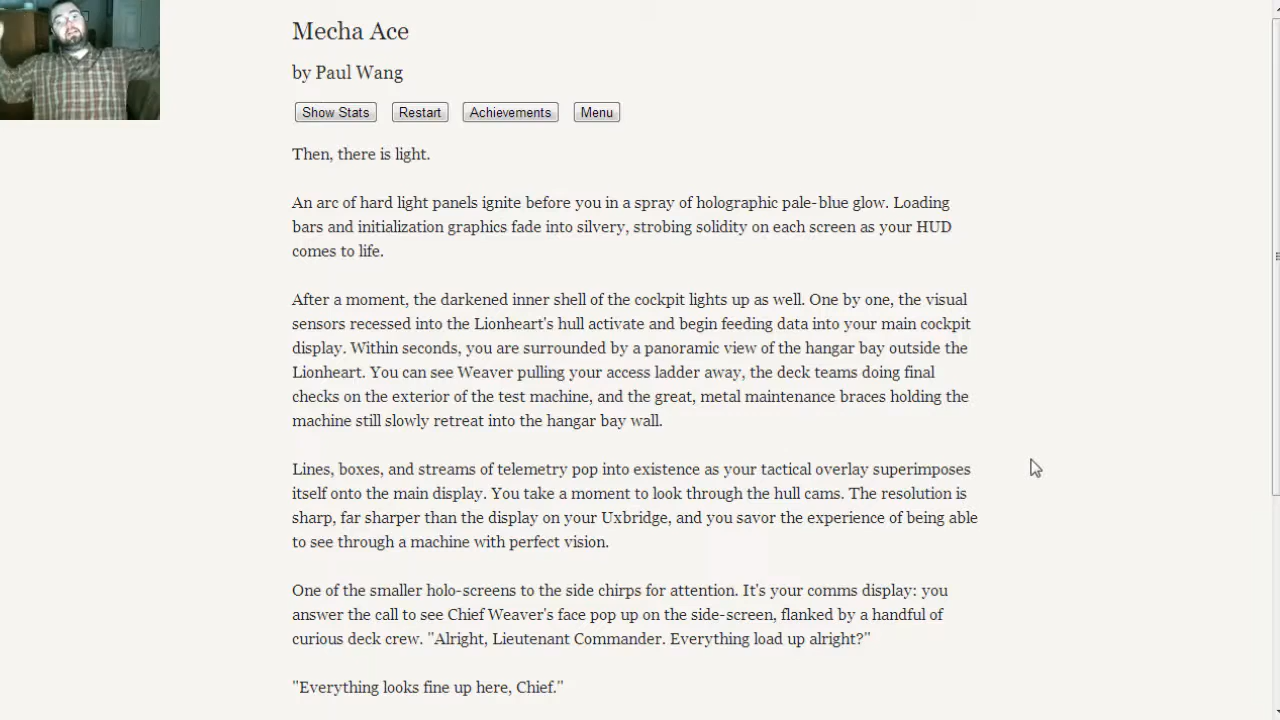 Mecha Ace
by Paul Wang
Show Stats Restart Achievements Menu
Then, there is light.
An arc of hard light panels ignite before you in a spray of holographic pale-blue glow. Loading
bars and initialization graphics fade into silvery, strobing solidity on each screen as your HUD
comes to life.
After a moment, the darkened inner shell of the cockpit lights up as well. One by one, the visual
sensors recessed into the Lionheart's hull activate and begin feeding data into your main cockpit
display. Within seconds, you are surrounded by a panoramic view of the hangar bay outside the
Lionheart. You can see Weaver pulling your access ladder away, the deck teams doing final
checks on the exterior of the test machine, and the great, metal maintenance braces holding the
machine still slowly retreat into the hangar bay wall.
Lines, boxes, and streams of telemetry pop into existence as your tactical overlay superimposes
itself onto the main display. You take a moment to look through the hull cams. The resolution is
sharp, far sharper than the display on your Uxbridge, and you savor the experience of being able
to see through a machine with perfect vision.
One of the smaller holo-screens to the side chirps for attention. It's your comms display: you
answer the call to see Chief Weaver's face pop up on the side-screen, flanked by a handful of
curious deck crew. "Alright, Lieutenant Commander. Everything load up alright?"
"Everything looks fine up here, Chief."